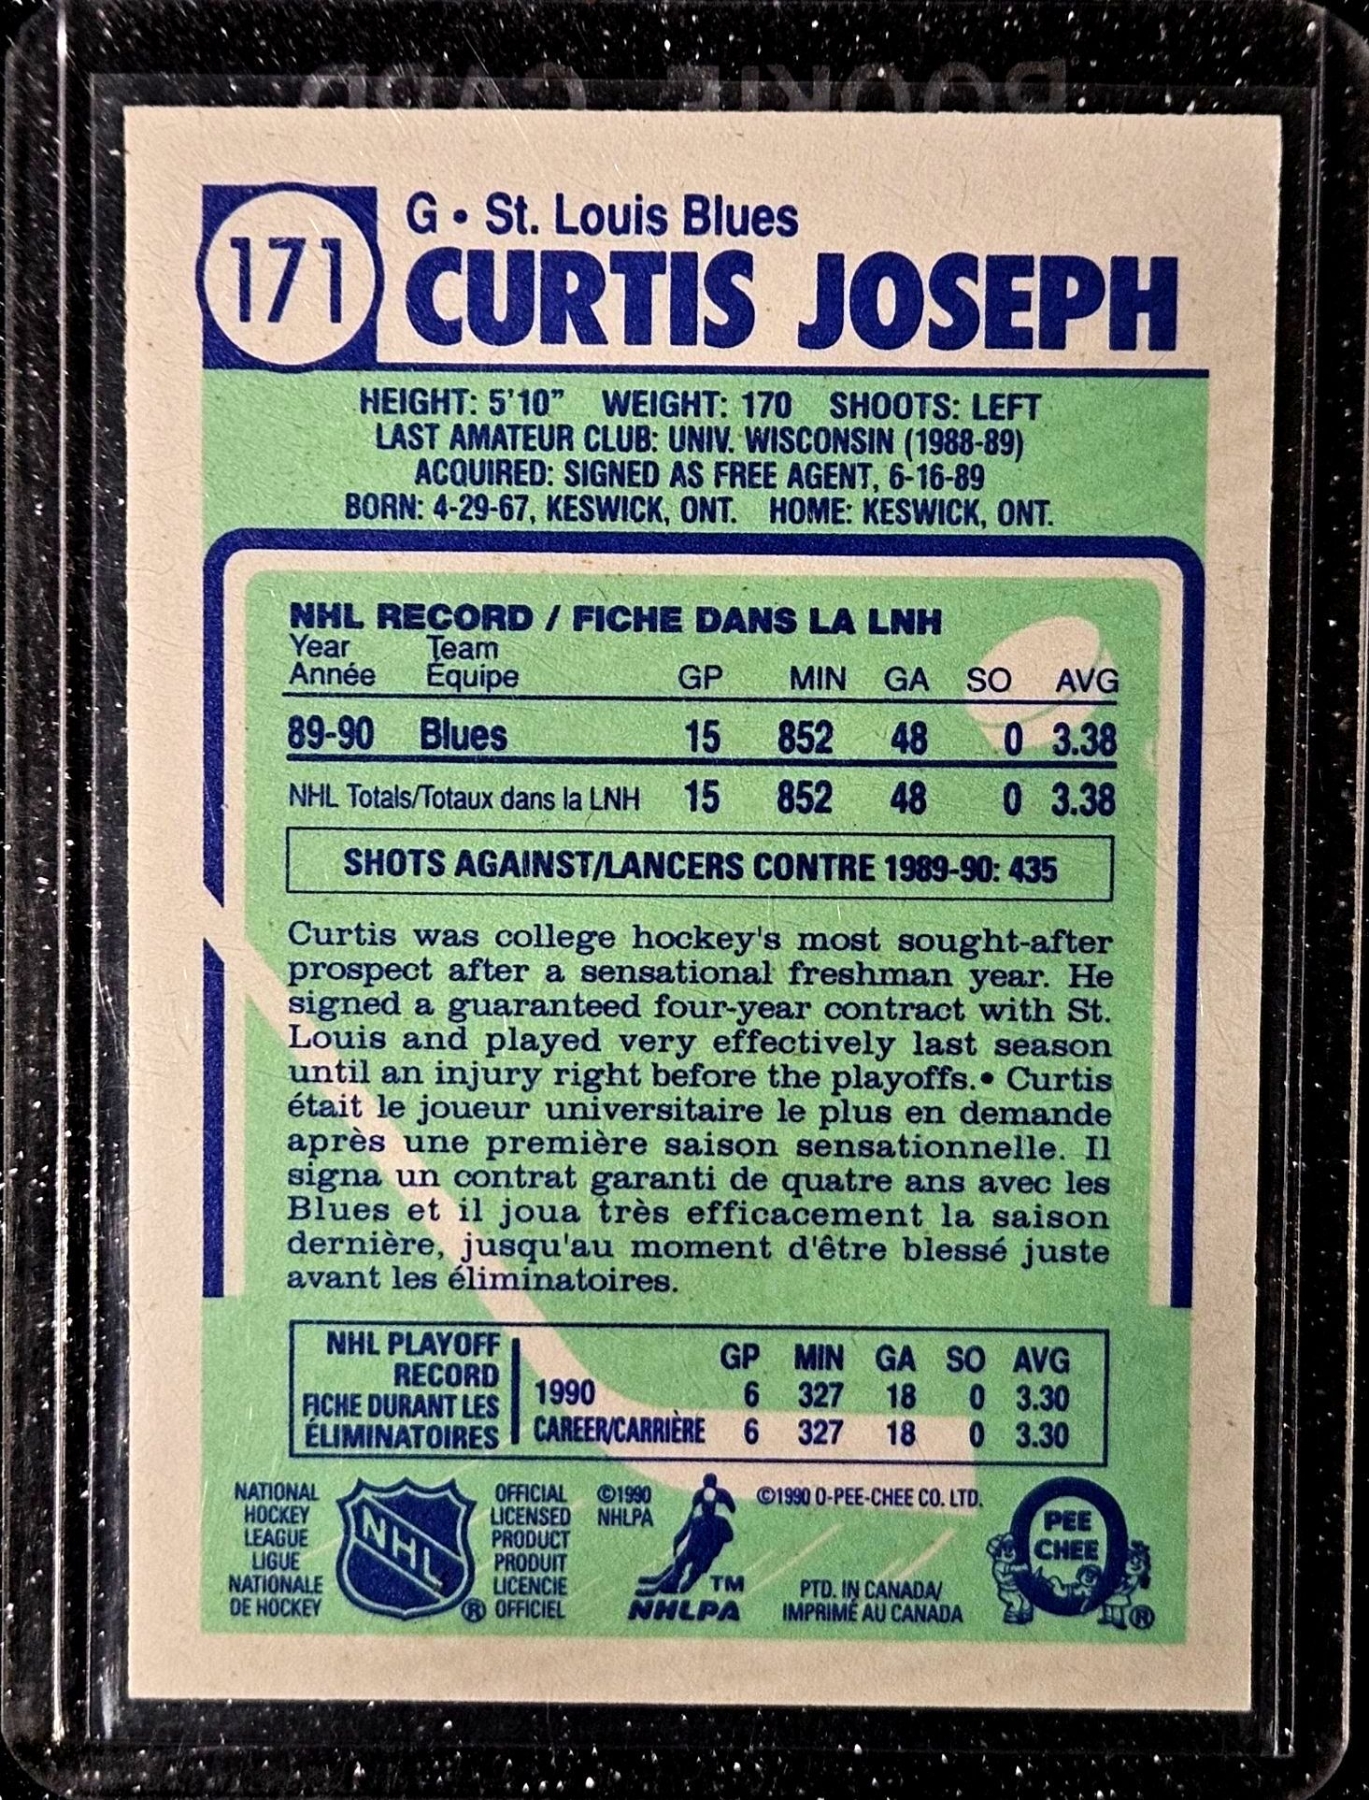 ROOKIE CARD
171
G • St. Louis Blues
CURTIS JOSEPH
HEIGHT: 5'10" WEIGHT: 170 SHOOTS: LEFT
LAST AMATEUR CLUB: UNIV. WISCONSIN (1988-89)
ACQUIRED: SIGNED AS FREE AGENT, 6-16-89
BORN: 4-29-67, KESWICK, ONT. HOME: KESWICK, ONT.
NHL RECORD / FICHE DANS LA LNH
Year Team
Année Équipe GP MIN GA SO AVG
89-90 Blues 15 852 48 0 3.38
NHL Totals/Totaux dans la LNH 15 852 48 0 3.38
SHOTS AGAINST/LANCERS CONTRE 1989-90: 435
Curtis was college hockey's most sought-after
prospect after a sensational freshman year. He
signed a guaranteed four-year contract with St.
Louis and played very effectively last season
until an injury right before the playoffs.• Curtis
était le joueur universitaire le plus en demande
après une première saison sensationnelle. Il
signa un contrat garanti de quatre ans avec les
Blues et il joua très efficacement la saison
dernière, jusqu'au moment d'être blessé juste
avant les éliminatoires.
NHL PLAYOFF
RECORD
FICHE DURANT LES
ÉLIMINATOIRES
GP MIN GA SO AVG
1990 6 327 18 0 3.30
CAREER/CARRIÈRE 6 327 18 0 3.30
NATIONAL
HOCKEY
LEAGUE
LIGUE
NATIONALE
DE HOCKEY
NHL
®
OFFICIAL
LICENSED
PRODUCT
PRODUIT
LICENCIE
OFFICIEL
©1990
NHLPA
TM
NHLPA
©1990 O-PEE-CHEE CO. LTD.
PTD. IN CANADA/
IMPRIMÉ AU CANADA
O
PEE
CHEE
®